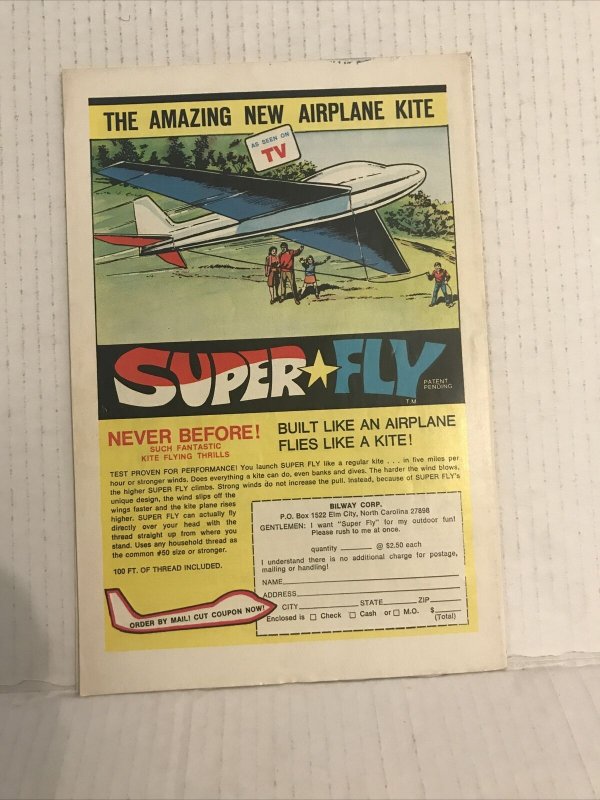 THE AMAZING NEW AIRPLANE KITE
AS SEEN ON
TV
SUPER FLY
PATENT
PENDING
T.M
NEVER BEFORE!
SUCH FANTASTIC
KITE FLYING THRILLS
BUILT LIKE AN AIRPLANE
FLIES LIKE A KITE!
TEST PROVEN FOR PERFORMANCE! You launch SUPER FLY like a regular kite . . . in five miles per
hour or stronger winds. Does everything a kite can do, even banks and dives. The harder the wind blows,
the higher SUPER FLY climbs. Strong winds do not increase the pull. Instead, because of SUPER FLY's
unique design, the wind slips off the
wings faster and the kite plane rises
higher. SUPER FLY can actually fly
directly over your head with the
thread straight up from where you
stand. Uses any household thread as
the common #50 size or stronger.
100 FT. OF THREAD INCLUDED.
ORDER BY MAIL! CUT COUPON NOW!
BILWAY CORP.
P.O. Box 1522 Elm City, North Carolina 27898
GENTLEMEN: I want "Super Fly" for my outdoor fun!
Please rush to me at once.
quantity ______ @ $2.50 each
I understand there is no additional charge for postage,
mailing or handling!
NAME
ADDRESS
CITY STATE ZIP
Enclosed is □ Check □ Cash or □ M.O. $
(Total)